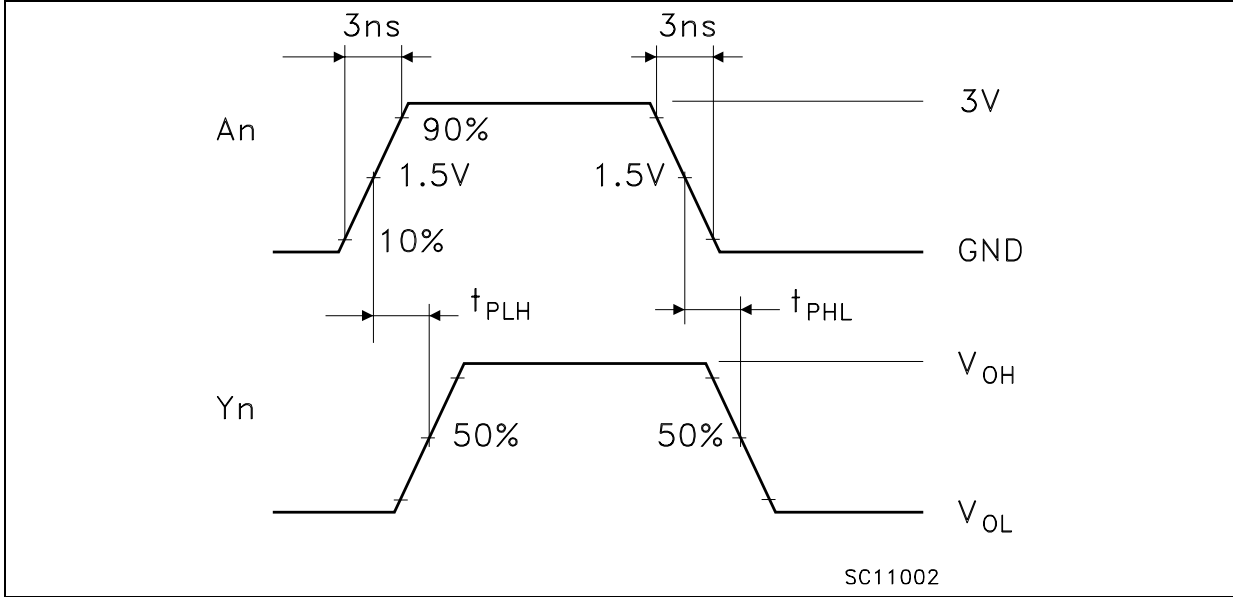 3ns 3ns
3V
An
90%
1.5V 1.5V
10%
GND
tPLH tPHL
VOH
Yn
50% 50%
VOL
SC11002